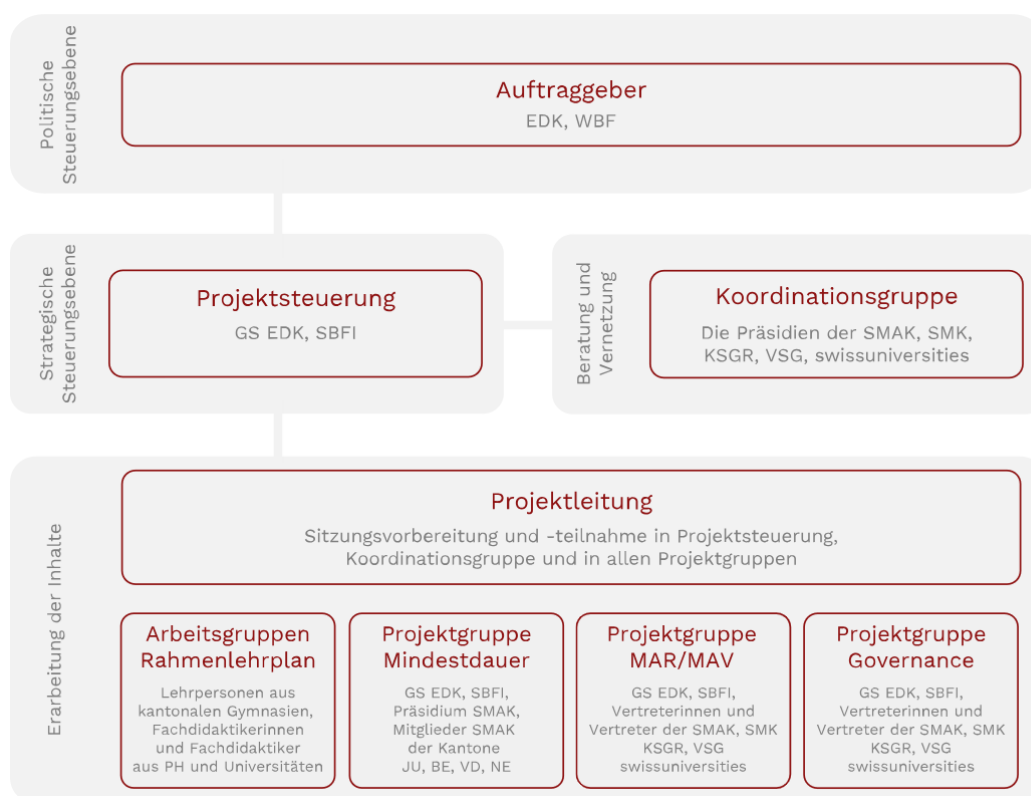 Politische
Steuerungsebene
Auftraggeber
EDK, WBF
Strategische
Steuerungsebene
Projektsteuerung
GS EDK, SBFI
Beratung und
Vernetzung
Koordinationsgruppe
Die Präsidien der SMAK, SMK,
KSGR, VSG, swissuniversities
Erarbeitung der Inhalte
Projektleitung
Sitzungsvorbereitung und -teilnahme in Projektsteuerung,
Koordinationsgruppe und in allen Projektgruppen
Arbeitsgruppen
Rahmenlehrplan
Lehrpersonen aus
kantonalen Gymnasien,
Fachdidaktikerinnen
und Fachdidaktiker
aus PH und Universitäten
Projektgruppe
Mindestdauer
GS EDK, SBFI,
Präsidium SMAK,
Mitglieder SMAK
der Kantone
JU, BE, VD, NE
Projektgruppe
MAR/MAV
GS EDK, SBFI,
Vertreterinnen und
Vertreter der SMAK, SMK
KSGR, VSG
swissuniversities
Projektgruppe
Governance
GS EDK, SBFI,
Vertreterinnen und
Vertreter der SMAK, SMK
KSGR, VSG
swissuniversities